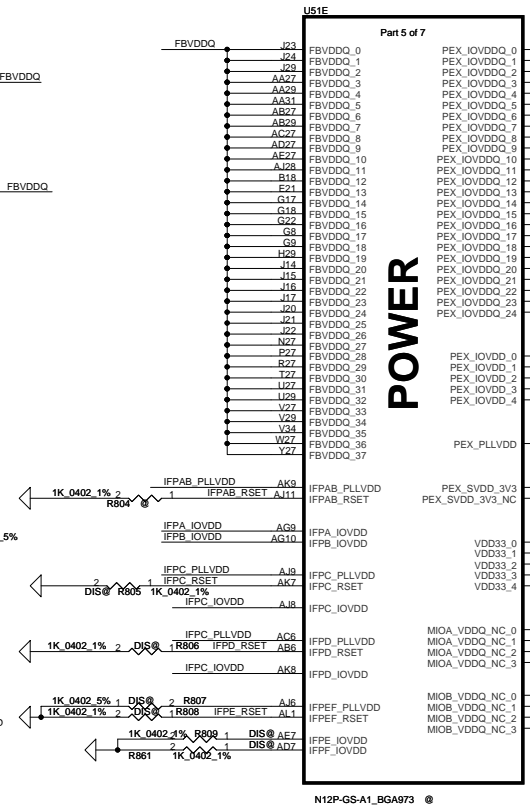 U51E
Part 5 of 7
FBVDDQ
FBVDDQ
FBVDDQ
J23 FBVDDQ_0 PEX_IOVDDQ_0
J24 FBVDDQ_1 PEX_IOVDDQ_1
J29 FBVDDQ_2 PEX_IOVDDQ_2
AA27 FBVDDQ_3 PEX_IOVDDQ_3
AA29 FBVDDQ_4 PEX_IOVDDQ_4
AA31 FBVDDQ_5 PEX_IOVDDQ_5
AB27 FBVDDQ_6 PEX_IOVDDQ_6
AB29 FBVDDQ_7 PEX_IOVDDQ_7
AC27 FBVDDQ_8 PEX_IOVDDQ_8
AD27 FBVDDQ_9 PEX_IOVDDQ_9
AE27 FBVDDQ_10 PEX_IOVDDQ_10
AJ28 FBVDDQ_11 PEX_IOVDDQ_11
B18 FBVDDQ_12 PEX_IOVDDQ_12
E21 FBVDDQ_13 PEX_IOVDDQ_13
G17 FBVDDQ_14 PEX_IOVDDQ_14
G18 FBVDDQ_15 PEX_IOVDDQ_15
G22 FBVDDQ_16 PEX_IOVDDQ_16
G8 FBVDDQ_17 PEX_IOVDDQ_17
G9 FBVDDQ_18 PEX_IOVDDQ_18
H29 FBVDDQ_19 PEX_IOVDDQ_19
J14 FBVDDQ_20 PEX_IOVDDQ_20
J15 FBVDDQ_21 PEX_IOVDDQ_21
J16 FBVDDQ_22 PEX_IOVDDQ_22
J17 FBVDDQ_23 PEX_IOVDDQ_23
J20 FBVDDQ_24 PEX_IOVDDQ_24
J21 FBVDDQ_25
J22 FBVDDQ_26
N27 FBVDDQ_27
P27 FBVDDQ_28 PEX_IOVDD_0
R27 FBVDDQ_29 PEX_IOVDD_1
T27 FBVDDQ_30 PEX_IOVDD_2
U27 FBVDDQ_31 PEX_IOVDD_3
U29 FBVDDQ_32 PEX_IOVDD_4
V27 FBVDDQ_33
V29 FBVDDQ_34
V34 FBVDDQ_35
W27 FBVDDQ_36 PEX_PLLVDD
Y27 FBVDDQ_37
POWER
IFPAB_PLLVDD AK9 IFPAB_PLLVDD PEX_SVDD_3V3
1K_0402_1% 2 1 IFPAB_RSET AJ11 IFPAB_RSET PEX_SVDD_3V3_NC
R804 @
IFPA_IOVDD AG9 IFPA_IOVDD
_5% IFPB_IOVDD AG10 IFPB_IOVDD VDD33_0
VDD33_1
VDD33_2
IFPC_PLLVDD AJ9 IFPC_PLLVDD VDD33_3
2 1 IFPC_RSET AK7 IFPC_RSET VDD33_4
DIS@ R805 1K_0402_1%
IFPC_IOVDD AJ8 IFPC_IOVDD
MIOA_VDDQ_NC_0
IFPC_PLLVDD AC6 IFPD_PLLVDD MIOA_VDDQ_NC_1
1K_0402_1% 2 DIS@ 1 R806 IFPD_RSET AB6 IFPD_RSET MIOA_VDDQ_NC_2
MIOA_VDDQ_NC_3
IFPC_IOVDD AK8 IFPD_IOVDD
MIOB_VDDQ_NC_0
1K_0402_5% 1 DIS@ 2 R807 AJ6 IFPEF_PLLVDD MIOB_VDDQ_NC_1
1K_0402_1% 2 DIS@ 1 R808 IFPE_RSET AL1 IFPEF_RSET MIOB_VDDQ_NC_2
MIOB_VDDQ_NC_3
1K_0402_1% 2 R809 1 DIS@ AE7 IFPE_IOVDD
2 1 DIS@ AD7 IFPF_IOVDD
R861 1K_0402_1%
N12P-GS-A1_BGA973 @